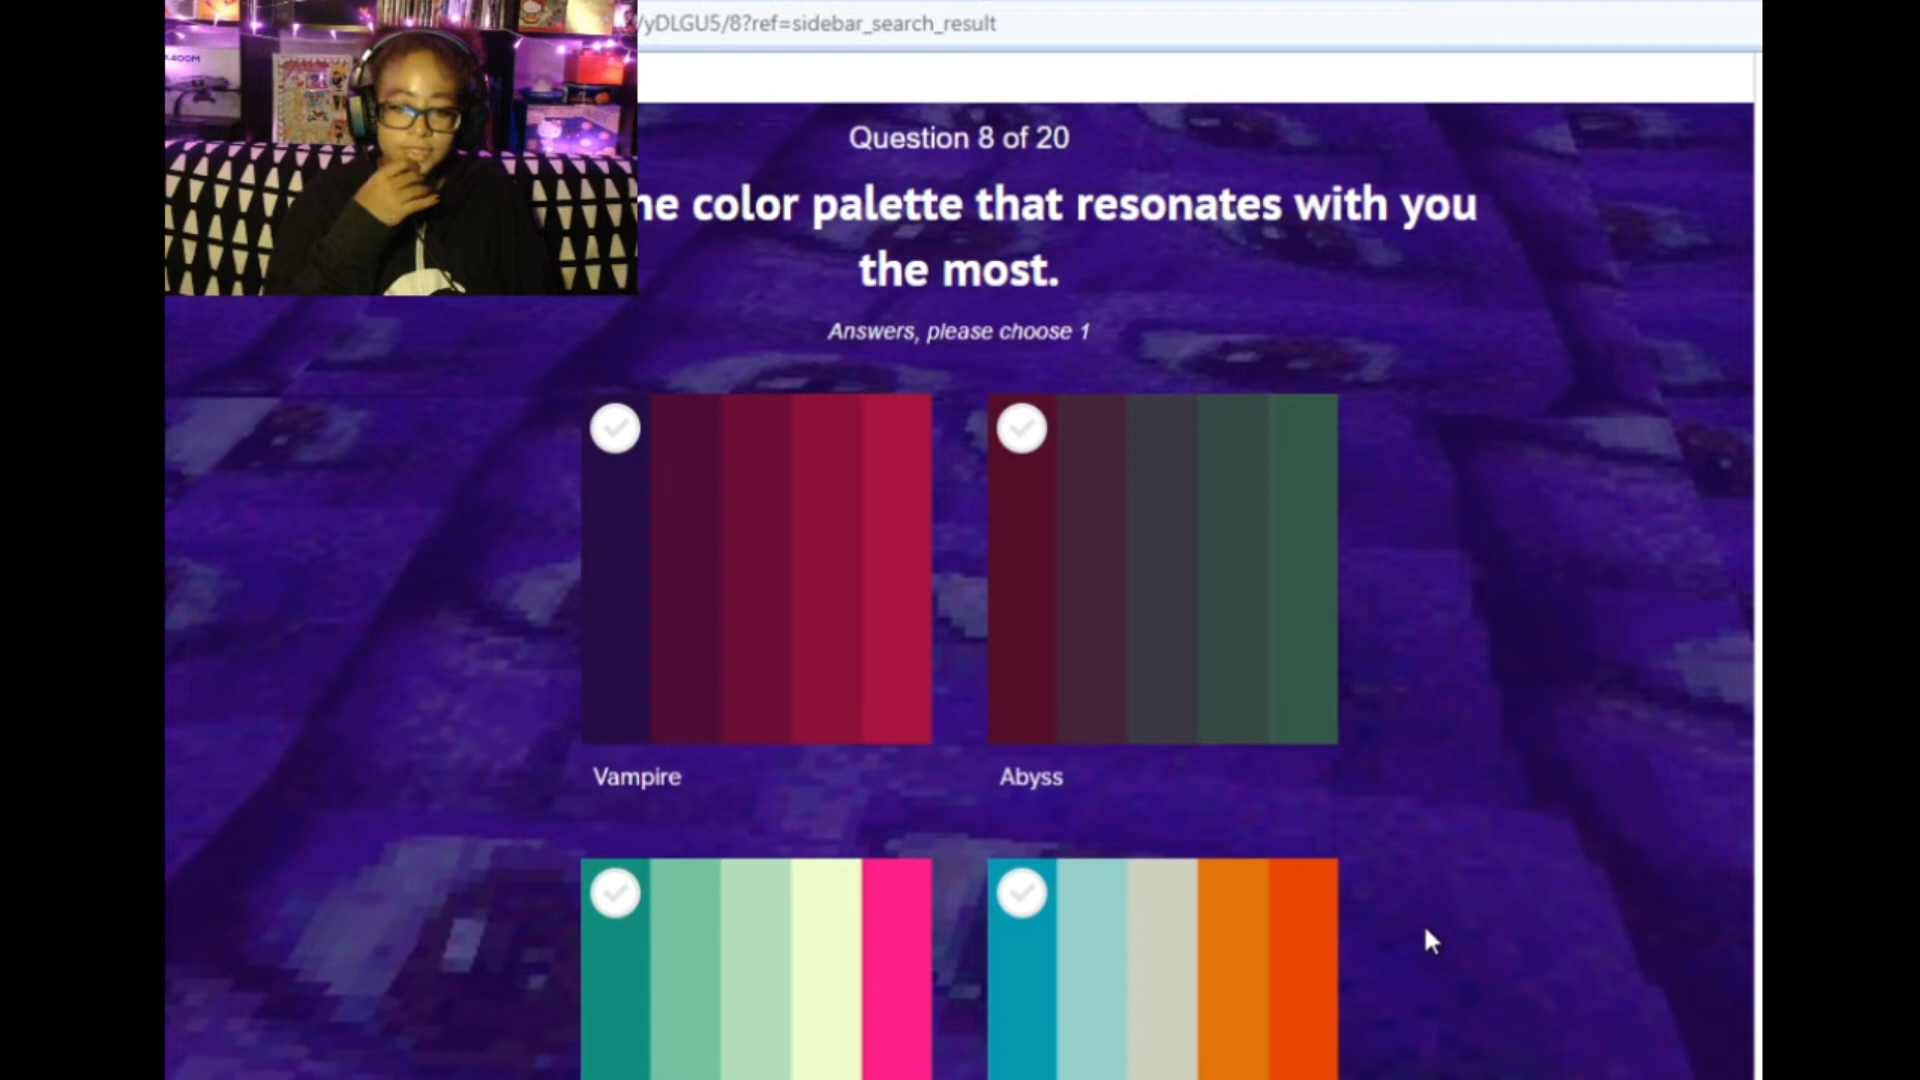 /yDLGU5/8?ref=sidebar_search_result
Question 8 of 20
he color palette that resonates with you
the most.
Answers, please choose 1
Vampire
Abyss